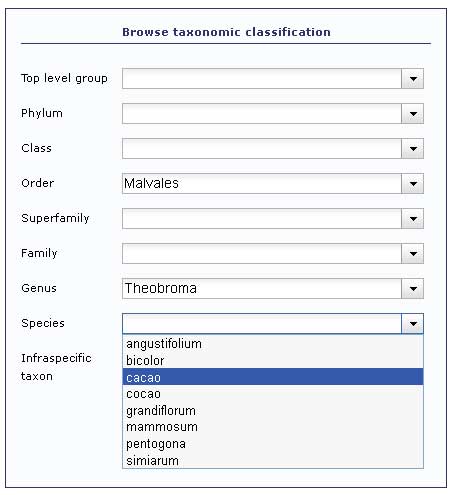 Browse taxonomic classification
Top level group
Phylum
Class
Order Malvales
Superfamily
Family
Genus Theobroma
Species
angustifolium
bicolor
cacao
cocao
grandiflorum
mammosum
pentogona
simiarum
Infraspecific
taxon